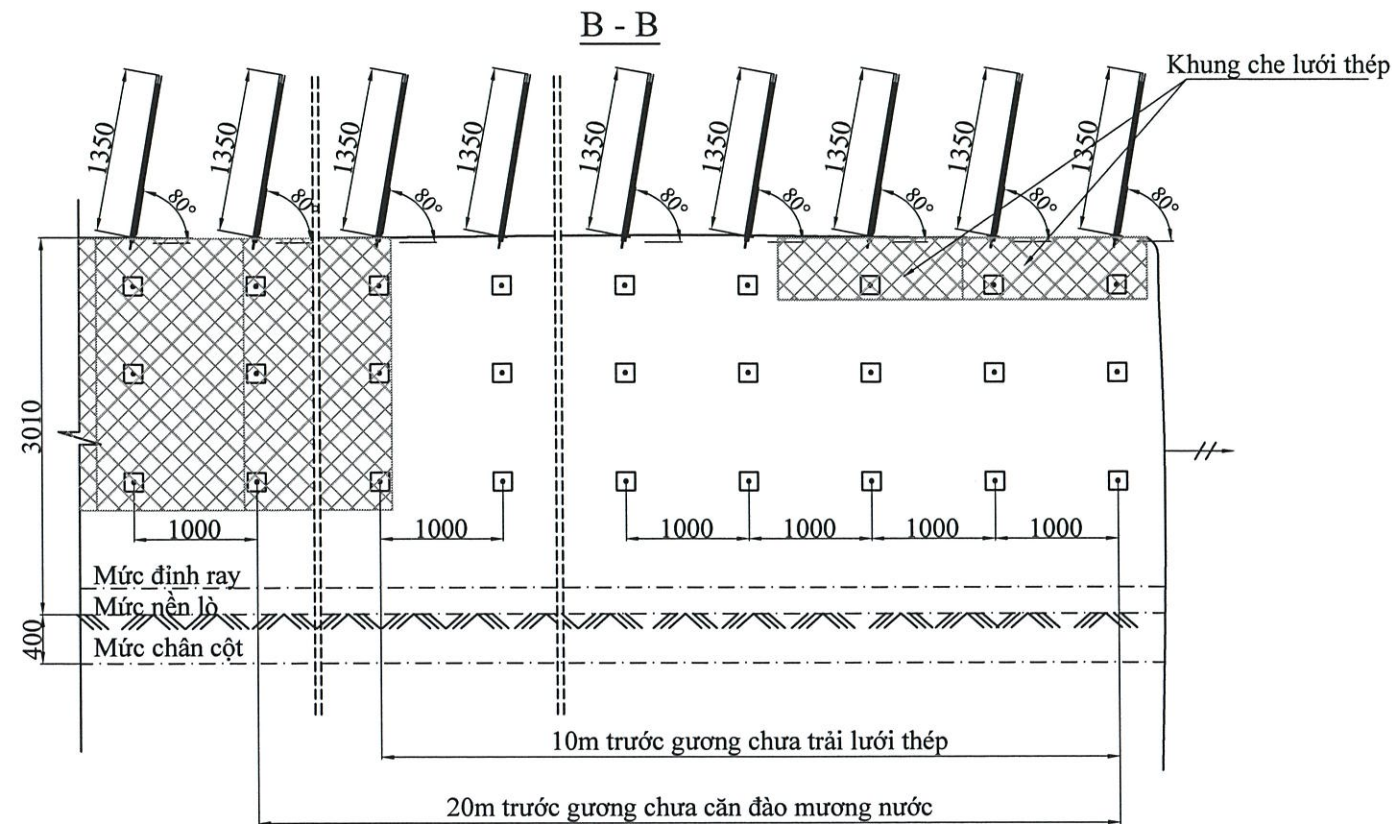 B - B
Khung che lưới thép
1350 1350 1350 1350 1350 1350 1350 1350 1350
80° 80° 80° 80° 80° 80° 80° 80°
3010
1000 1000 1000 1000 1000 1000
Mức đỉnh ray
Mức nền lò
400
Mức chân cột
10m trước gương chưa trải lưới thép
20m trước gương chưa căn đào mương nước